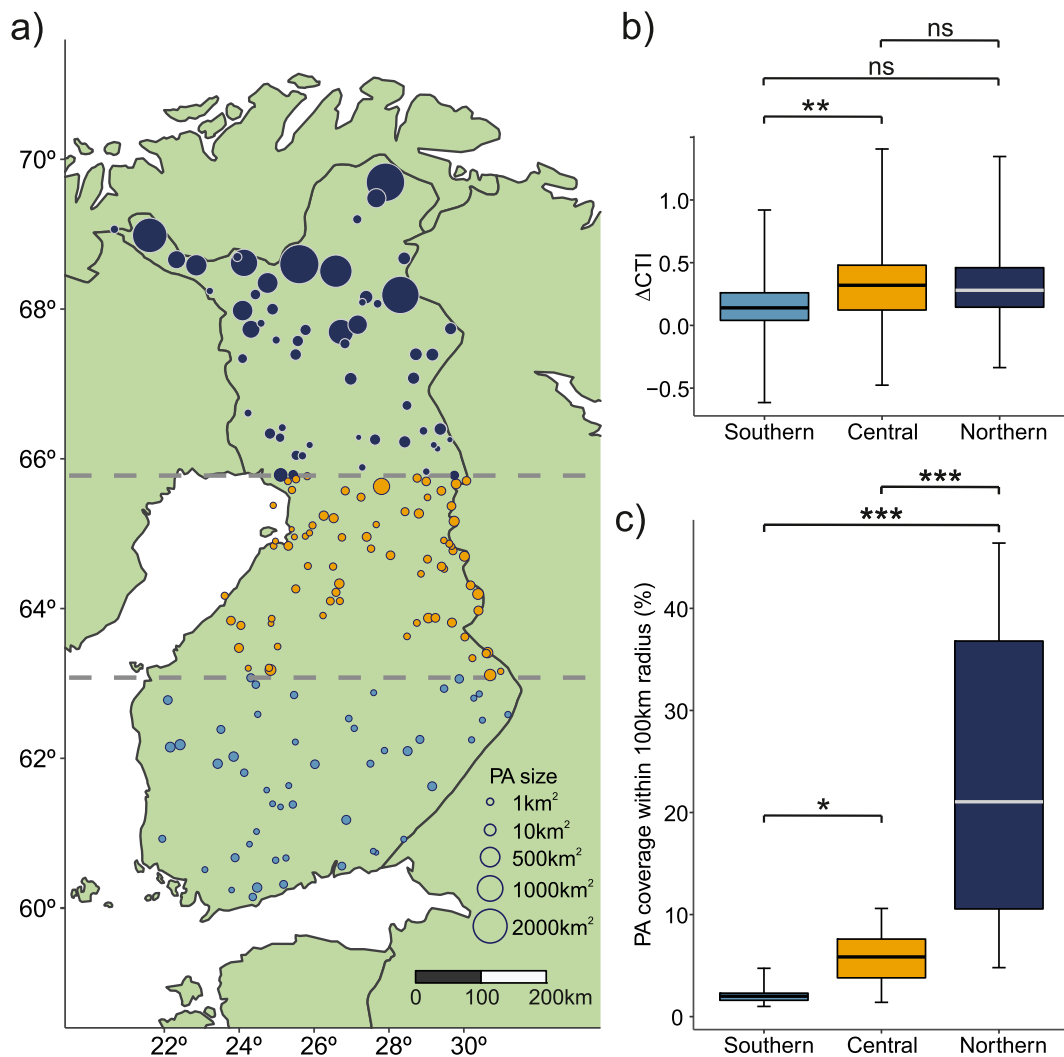 a)
70º
68º
66º
64º
62º
60º
22º 24º 26º 28º 30º
PA size
1km²
10km²
500km²
1000km²
2000km²
0 100 200km
b)
ns
ns
**
ΔCTI
1.0
0.5
0.0
−0.5
Southern Central Northern
c)
***
***
*
PA coverage within 100km radius (%)
40
30
20
10
0
Southern Central Northern